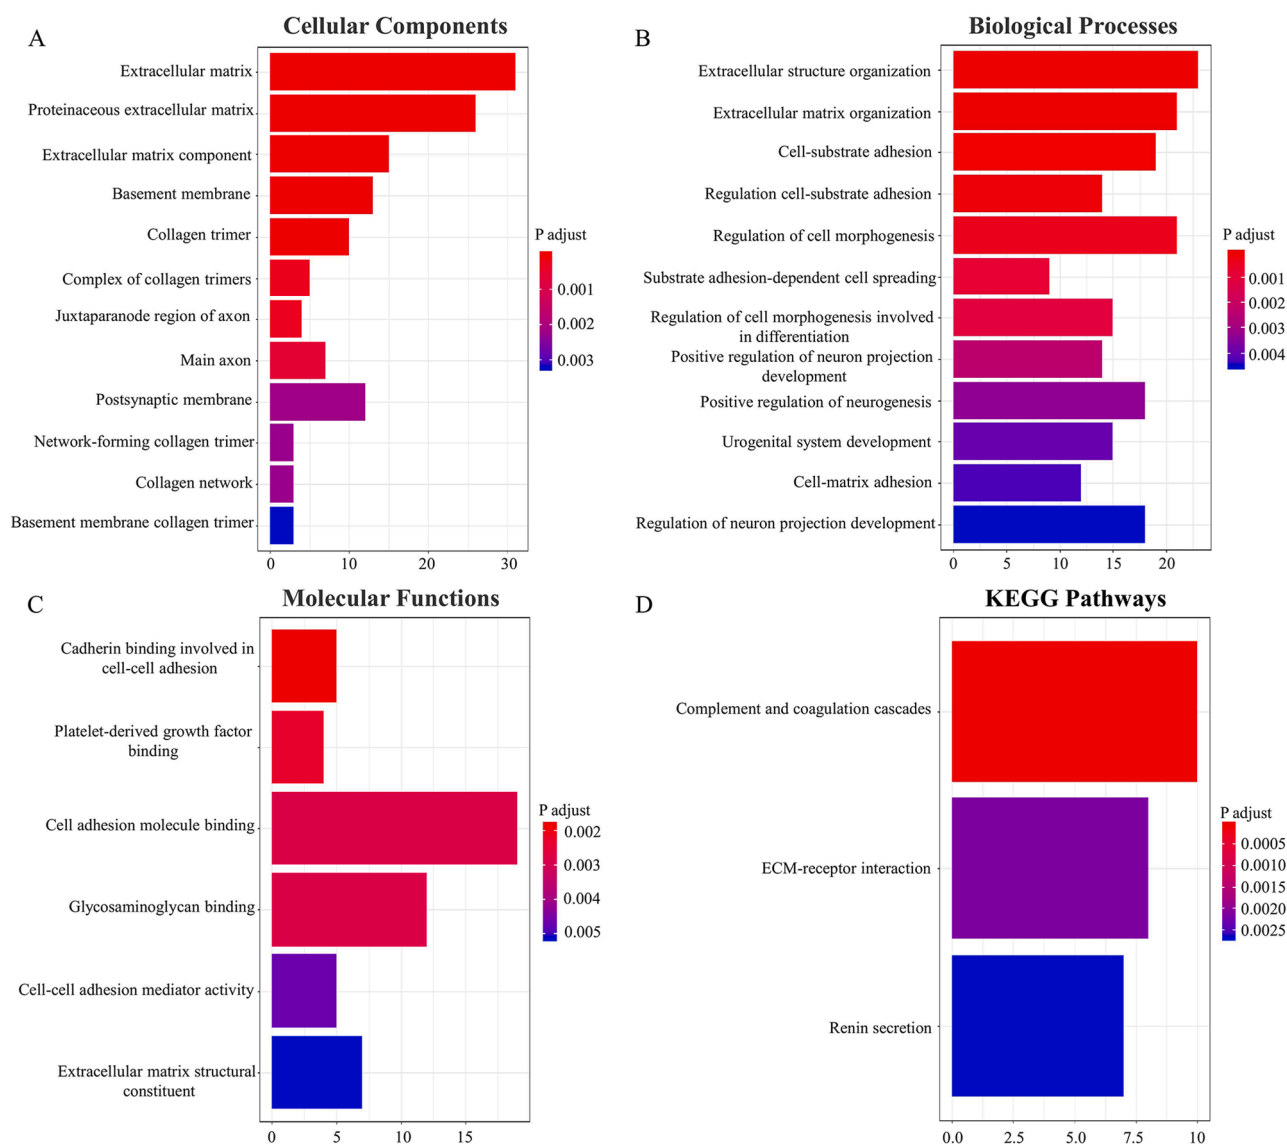 A
Cellular Components
Extracellular matrix
Proteinaceous extracellular matrix
Extracellular matrix component
Basement membrane
Collagen trimer
Complex of collagen trimers
Juxtaparanode region of axon
Main axon
Postsynaptic membrane
Network-forming collagen trimer
Collagen network
Basement membrane collagen trimer
0 10 20 30
P adjust
0.001
0.002
0.003
B
Biological Processes
Extracellular structure organization
Extracellular matrix organization
Cell-substrate adhesion
Regulation cell-substrate adhesion
Regulation of cell morphogenesis
Substrate adhesion-dependent cell spreading
Regulation of cell morphogenesis involved
in differentiation
Positive regulation of neuron projection
development
Positive regulation of neurogenesis
Urogenital system development
Cell-matrix adhesion
Regulation of neuron projection development
0 5 10 15 20
P adjust
0.001
0.002
0.003
0.004
C
Molecular Functions
Cadherin binding involved in
cell-cell adhesion
Platelet-derived growth factor
binding
Cell adhesion molecule binding
Glycosaminoglycan binding
Cell-cell adhesion mediator activity
Extracellular matrix structural
constituent
0 5 10 15
P adjust
0.002
0.003
0.004
0.005
D
KEGG Pathways
Complement and coagulation cascades
ECM-receptor interaction
Renin secretion
0.0 2.5 5.0 7.5 10
P adjust
0.0005
0.0010
0.0015
0.0020
0.0025